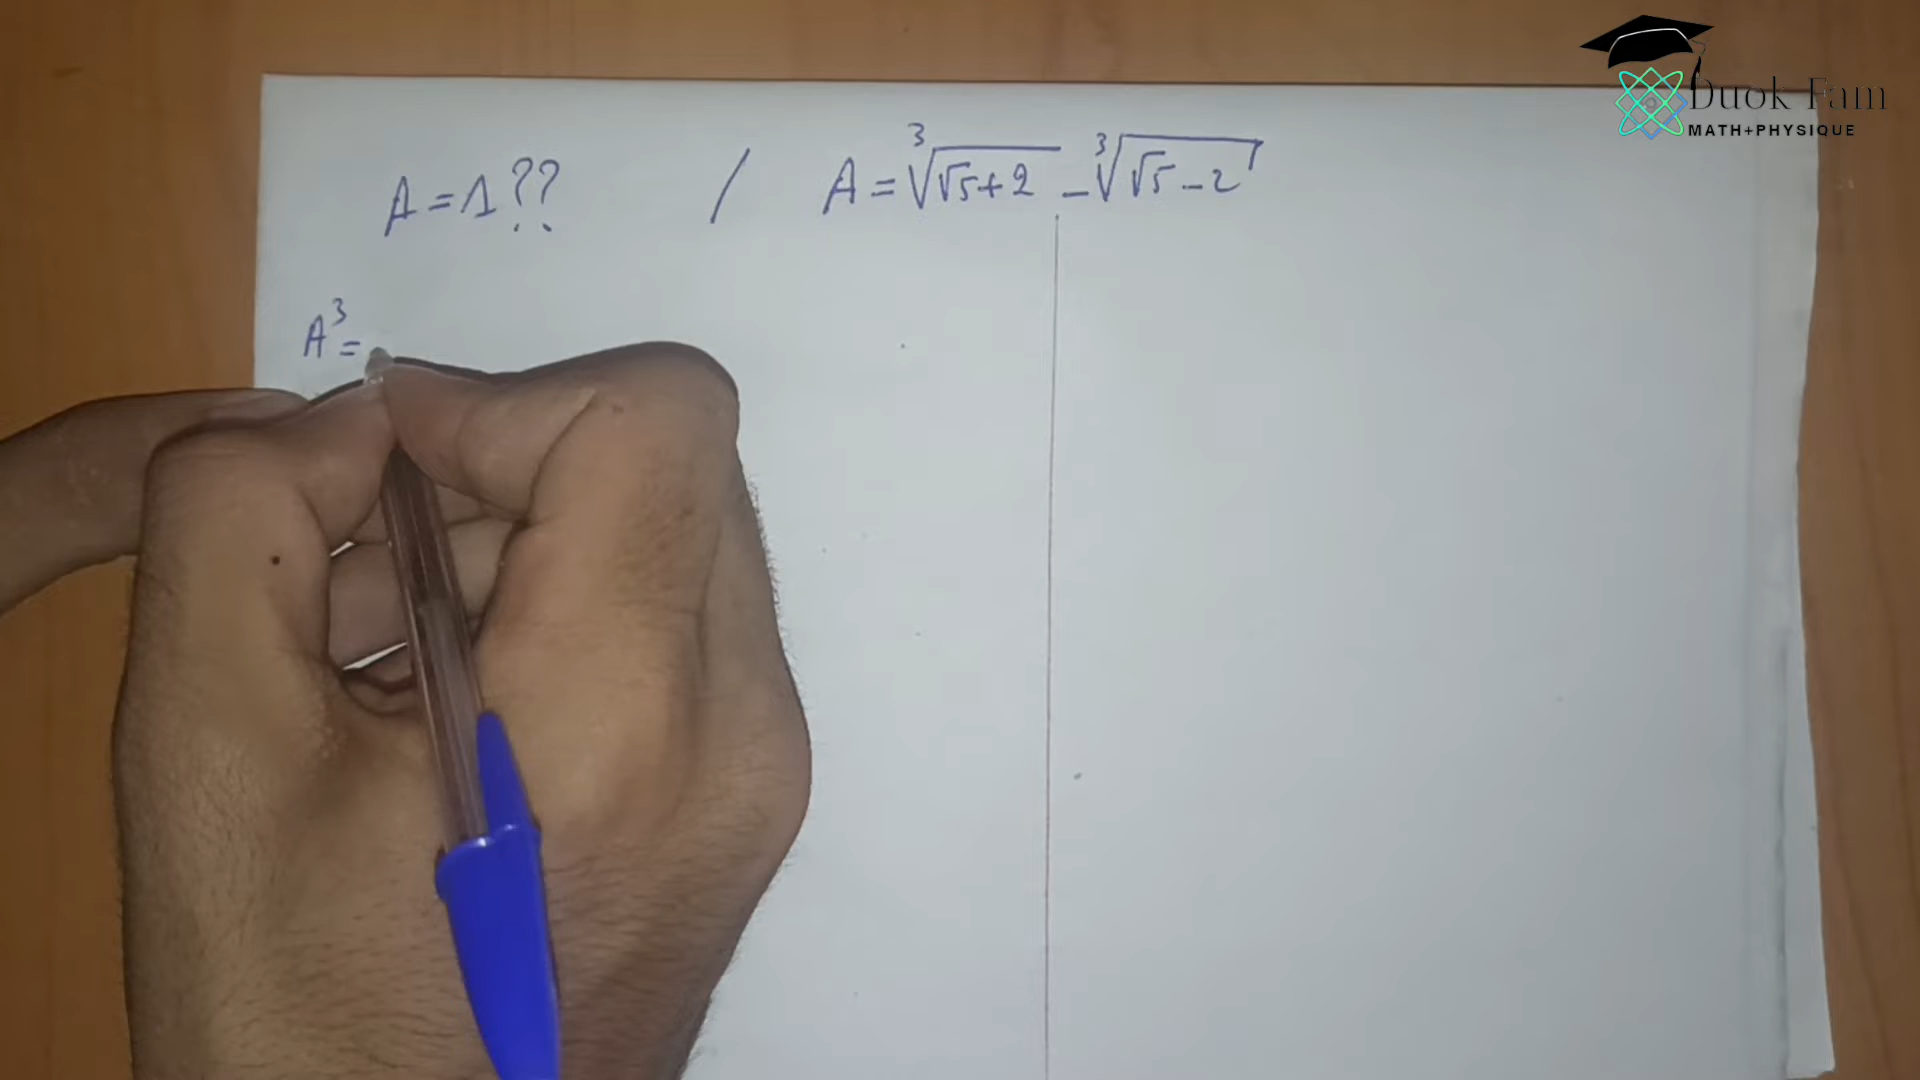 Duok Fam
MATH+PHYSIQUE
A = 1 ?? / A = ∛(√5+2) - ∛(√5-2)
A³ =